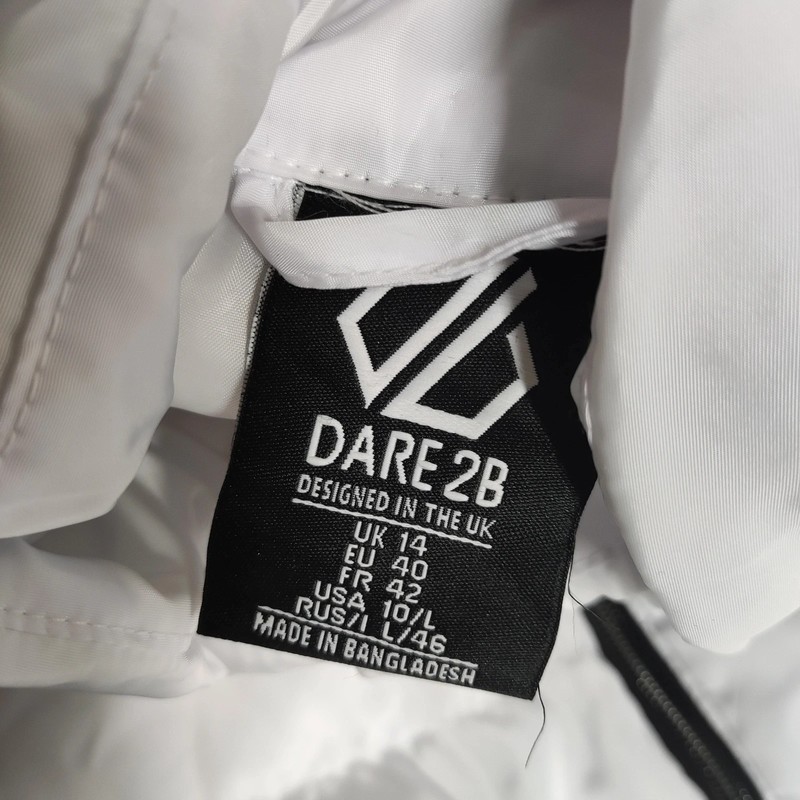 DARE 2B
DESIGNED IN THE UK
UK 14
EU 40
FR 42
USA 10/L
RUS/I L/46
MADE IN BANGLADESH